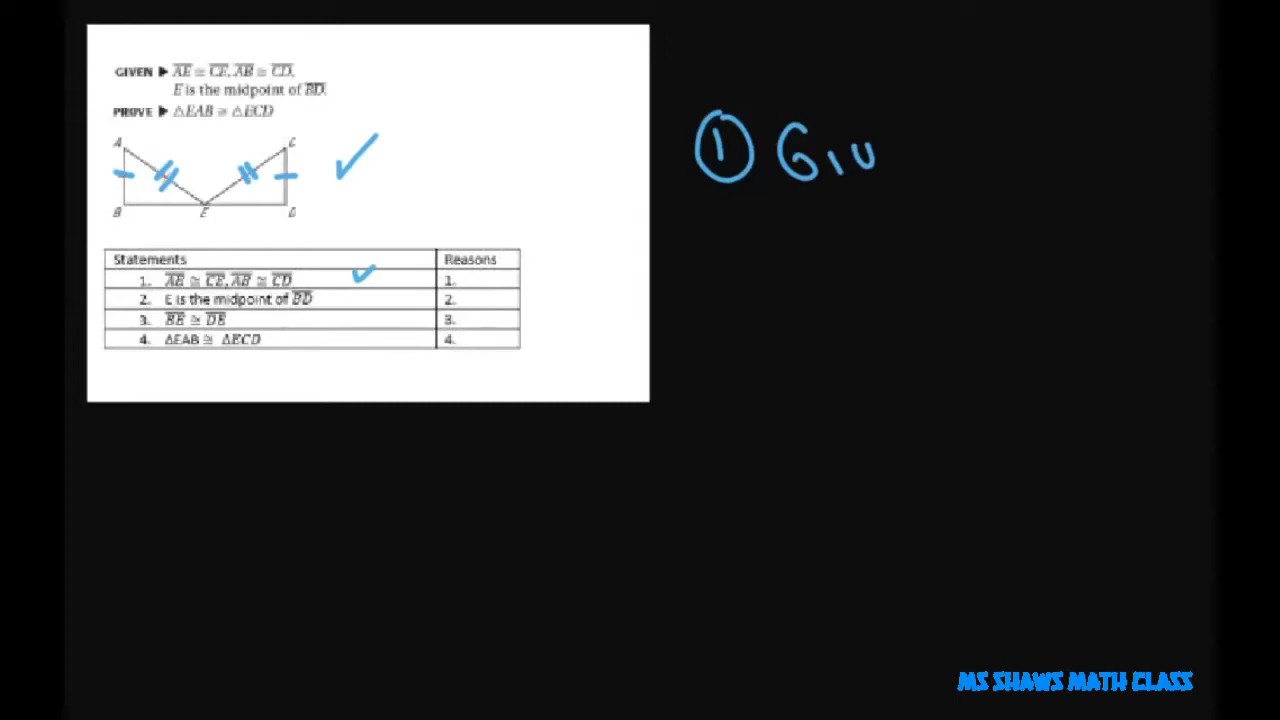 GIVEN ▶ AE ≅ CE, AB ≅ CD,
E is the midpoint of BD.
PROVE ▶ △EAB ≅ △ECD
A C
B E D
Statements Reasons
1. AE ≅ CE, AB ≅ CD 1.
2. E is the midpoint of BD 2.
3. BE ≅ DE 3.
4. ΔEAB ≅ ΔECD 4.
① Giv
MS SHAWS MATH CLASS